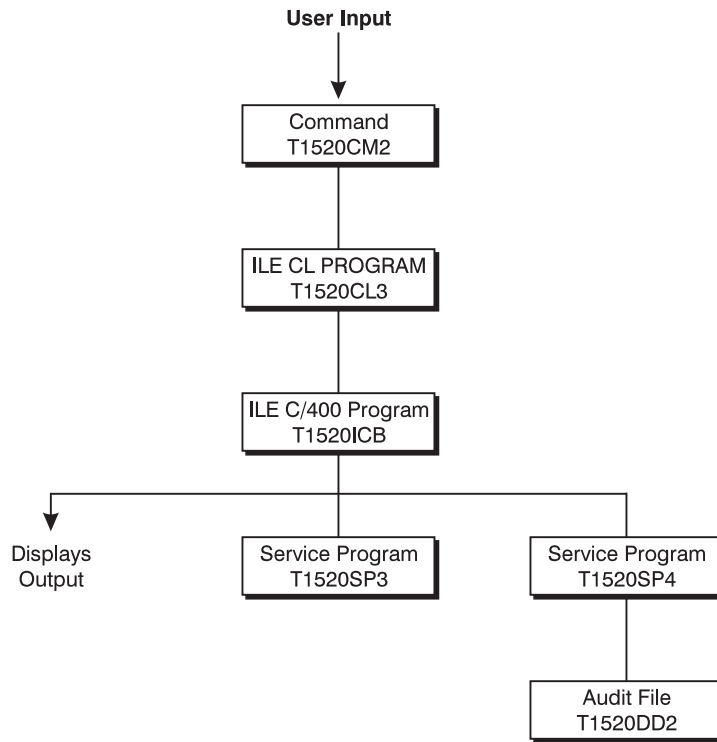 User Input
Command
T1520CM2
ILE CL PROGRAM
T1520CL3
ILE C/400 Program
T1520ICB
Displays
Output
Service Program
T1520SP3
Service Program
T1520SP4
Audit File
T1520DD2